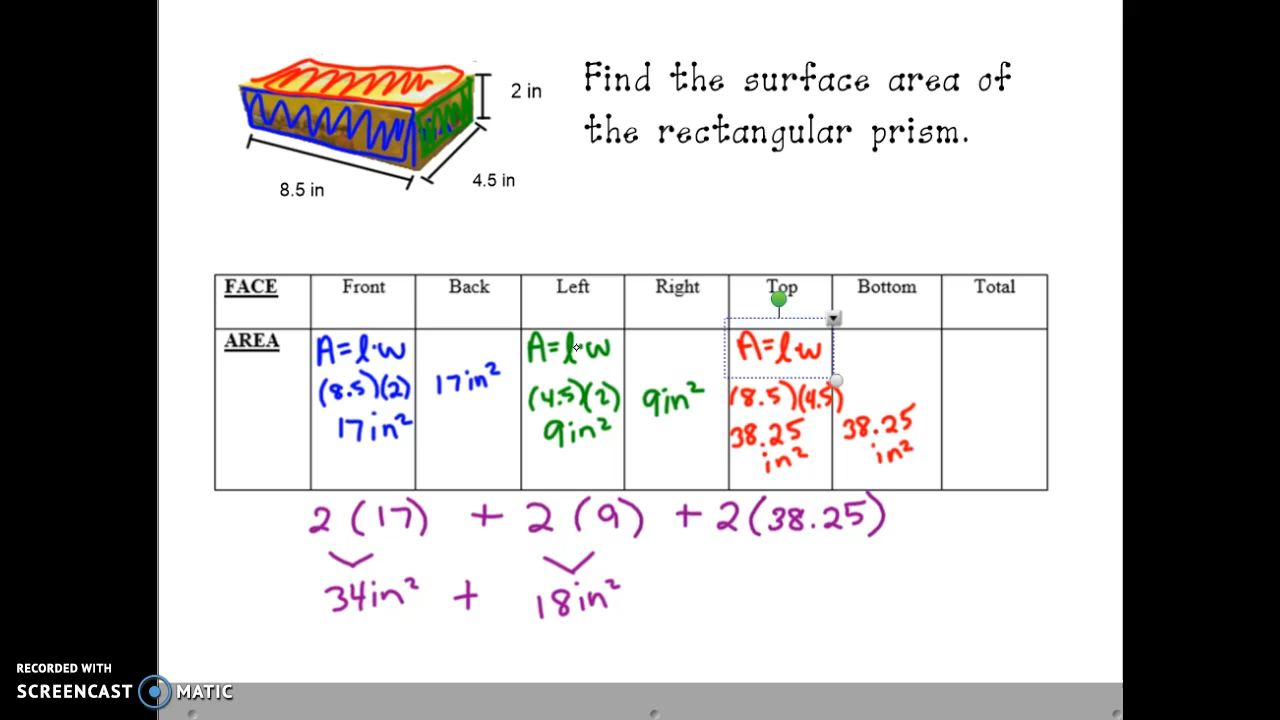 2 in
Find the surface area of
the rectangular prism.
4.5 in
8.5 in
FACE Front Back Left Right Top Bottom Total
AREA
A = l·w A = l·w A = l·w
(8.5)(2) 17in² (4.5)(2) 9in² (8.5)(4.5)
17in² 9in² 38.25 38.25
in² in²
2 (17) + 2 (9) + 2(38.25)
34in² + 18in²
RECORDED WITH
SCREENCAST MATIC